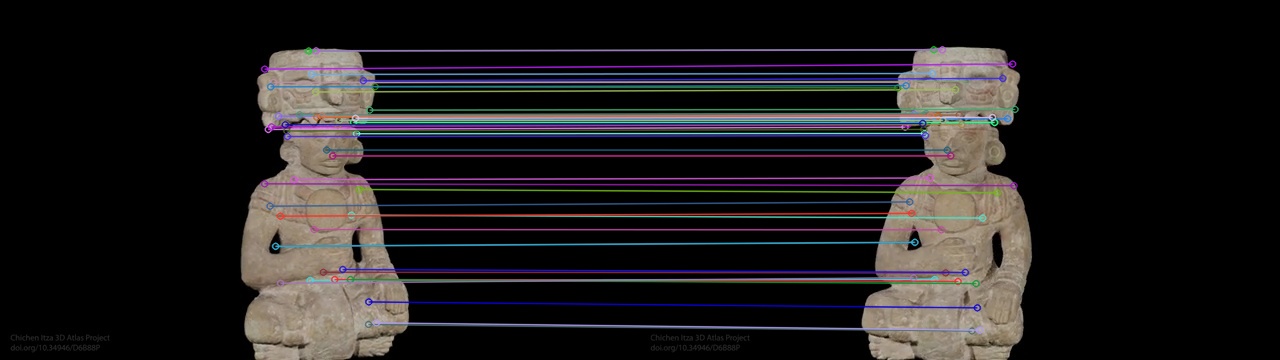 Chichen Itza 3D Atlas Project
doi.org/10.34946/D6B88P
Chichen Itza 3D Atlas Project
doi.org/10.34946/D6B88P